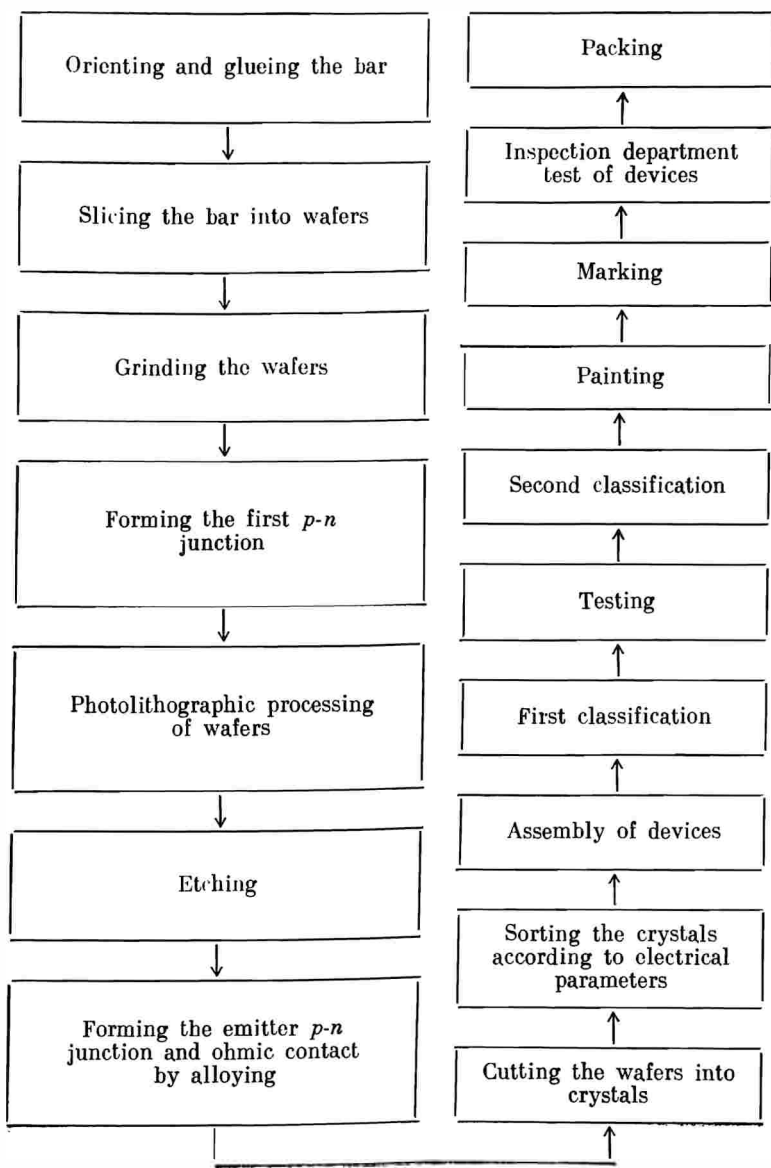 Orienting and glueing the bar
Slicing the bar into wafers
Grinding the wafers
Forming the first p-n
junction
Photolithographic processing
of wafers
Etching
Forming the emitter p-n
junction and ohmic contact
by alloying
Cutting the wafers into
crystals
Sorting the crystals
according to electrical
parameters
Assembly of devices
First classification
Testing
Second classification
Painting
Marking
Inspection department
test of devices
Packing